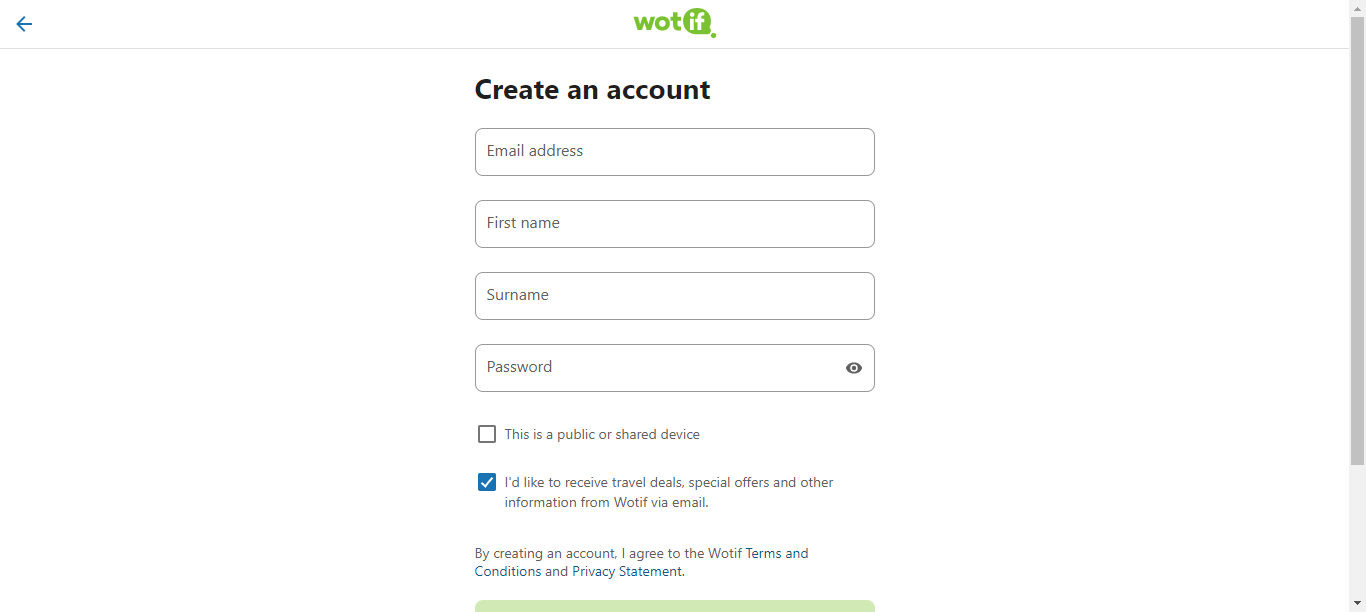 wotif
Create an account
Email address
First name
Surname
Password
This is a public or shared device
I'd like to receive travel deals, special offers and other
information from Wotif via email.
By creating an account, I agree to the Wotif Terms and
Conditions and Privacy Statement.